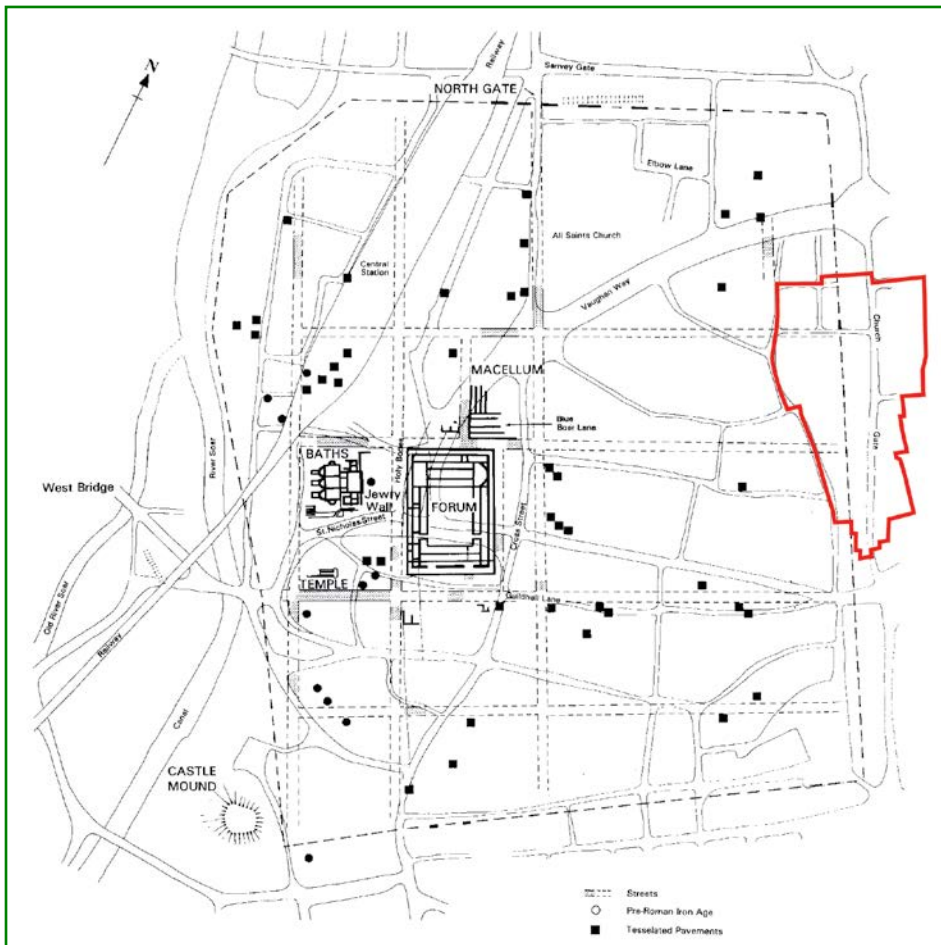 N
Sanvey Gate
Railway
NORTH GATE
Elbow Lane
All Saints Church
Central
Station
Vaughan Way
Church
Gate
MACELLUM
Blue
Boar Lane
River Soar
BATHS
Holy Bones
Jewry
Wall
FORUM
West Bridge
St. Nicholas Street
Cross Street
TEMPLE
Guildhall Lane
Old River Soar
Railway
Canal
CASTLE
MOUND
Streets
Pre-Roman Iron Age
Tesselated Pavements